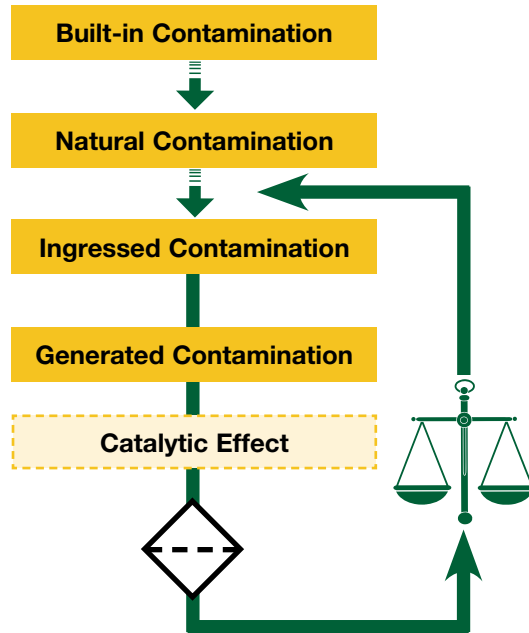 Built-in Contamination
Natural Contamination
Ingressed Contamination
Generated Contamination
Catalytic Effect